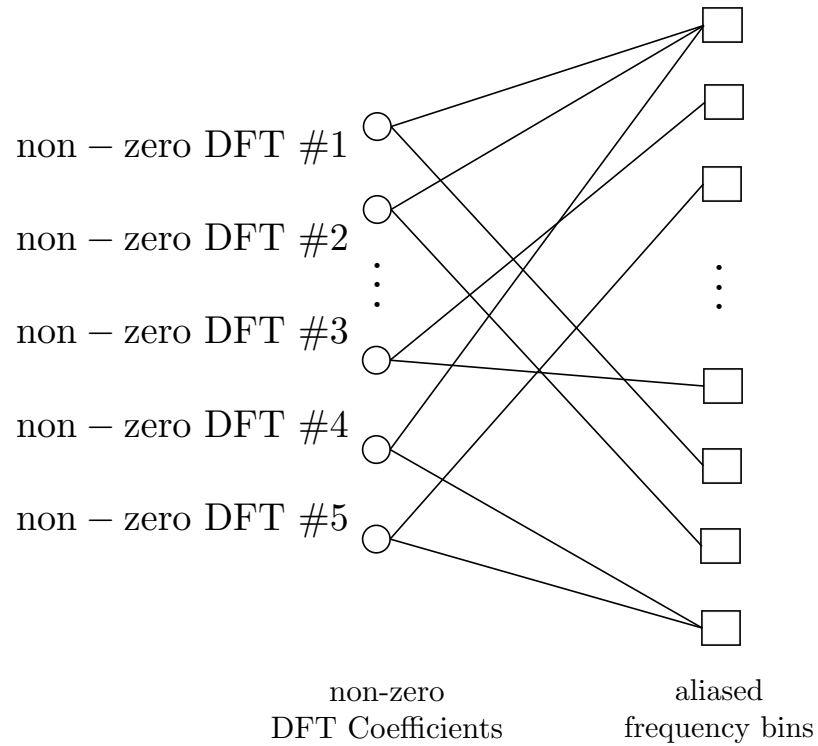 non − zero DFT #1
non − zero DFT #2
non − zero DFT #3
non − zero DFT #4
non − zero DFT #5
non-zero
DFT Coefficients
aliased
frequency bins